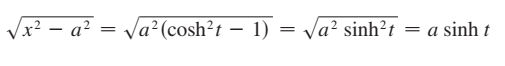 √x² − a² = √a²(cosh²t − 1) = √a² sinh²t = a sinh t